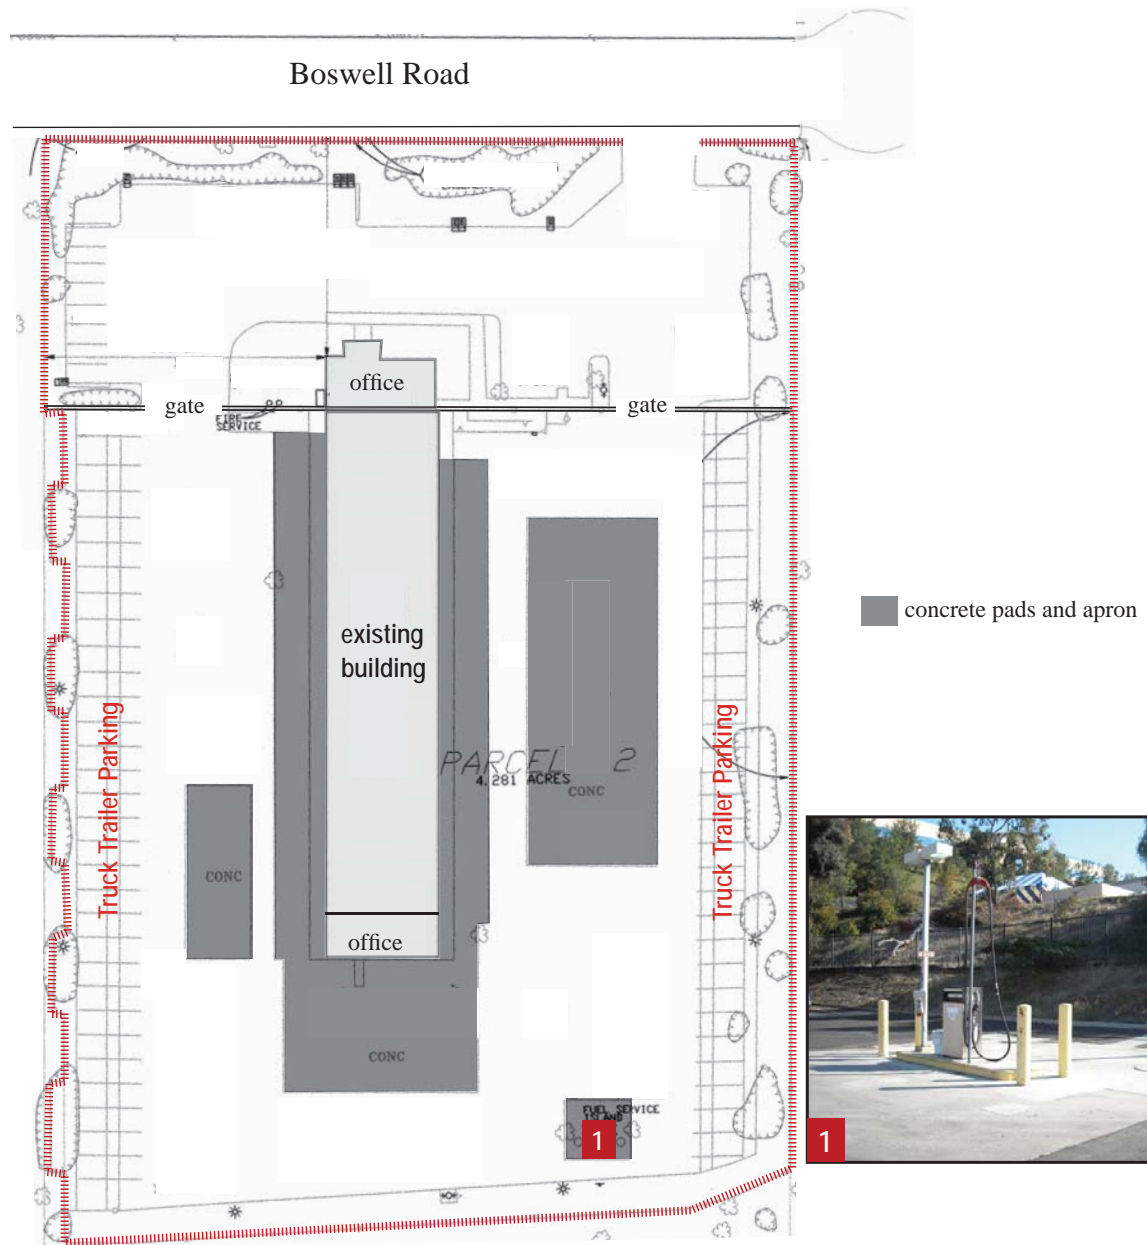 Boswell Road
office
gate
gate
FIRE
SERVICE
existing
building
concrete pads and apron
Truck Trailer Parking
Truck Trailer Parking
PARCEL 2
4.281 ACRES
CONC
CONC
office
CONC
FUEL SERVICE
ISLAND
1
1